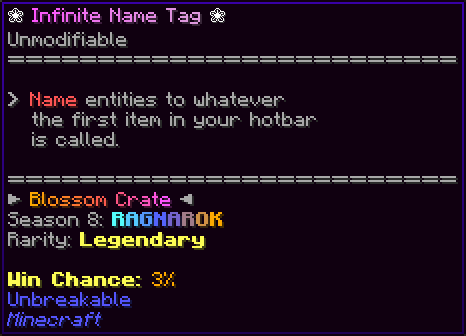 ❀ Infinite Name Tag ❀
Unmodifiable
==============================
> Name entities to whatever
the first item in your hotbar
is called.
==============================
► Blossom Crate ◄
Season 8: RAGNAROK
Rarity: Legendary
Win Chance: 3%
Unbreakable
Minecraft